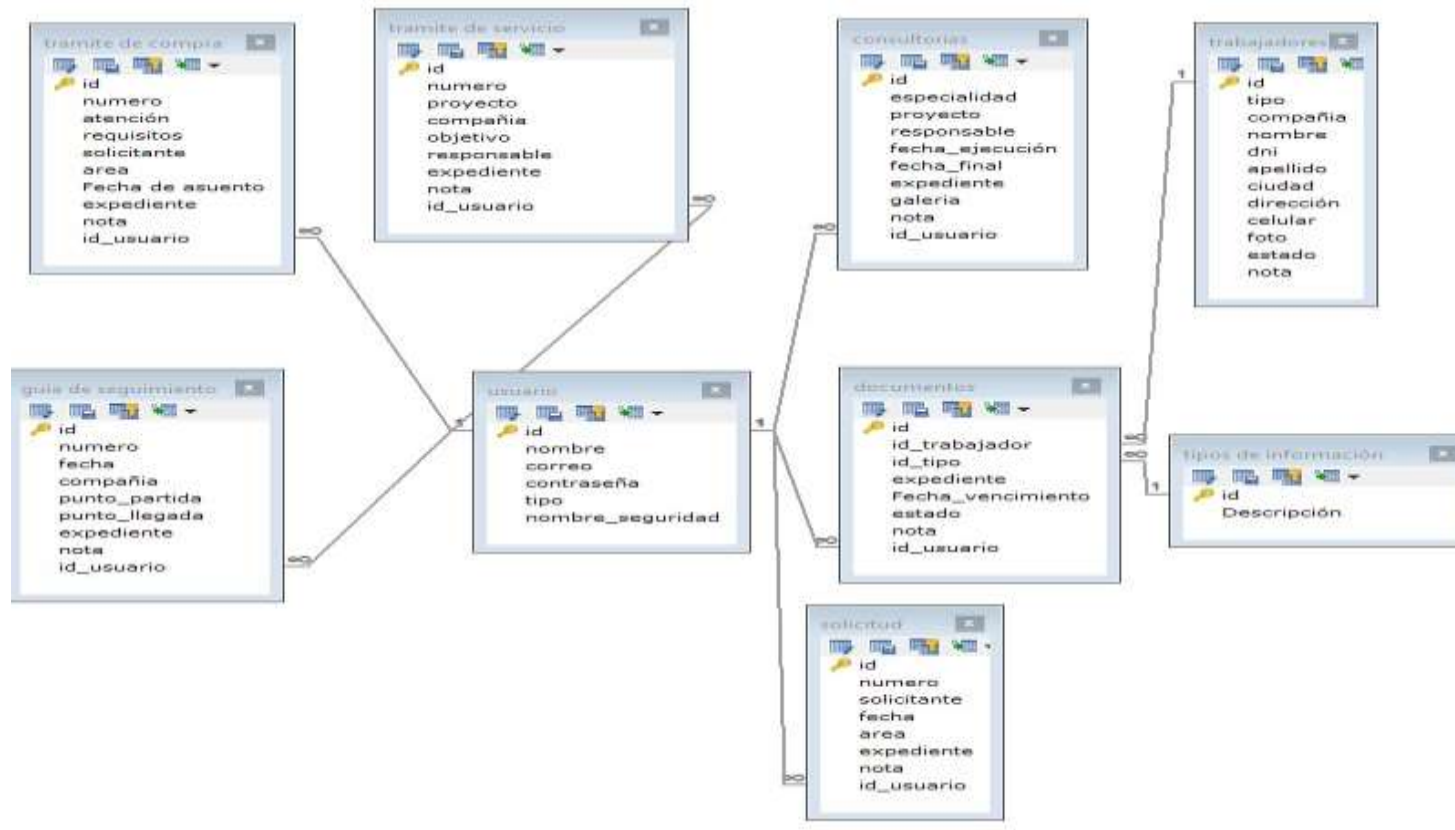 tramite de compra
id
numero
atención
requisitos
solicitante
area
Fecha de asuento
expediente
nota
id_usuario
∞
tramite de servicio
id
numero
proyecto
compañia
objetivo
responsable
expediente
nota
id_usuario
∞
consultorias
id
especialidad
proyecto
responsable
fecha_ejecución
fecha_final
expediente
galeria
nota
id_usuario
∞
trabajadores
1
id
tipo
compañia
nombre
dni
apellido
ciudad
dirección
celular
foto
estado
nota
guia de seguimiento
id
numero
fecha
compañia
punto_partida
punto_llegada
expediente
nota
id_usuario
∞
usuario
1
1
id
nombre
correo
contraseña
tipo
nombre_seguridad
documentos
id
id_trabajador
id_tipo
expediente
Fecha_vencimiento
estado
nota
id_usuario
∞
∞
∞
tipos de información
1
id
Descripción
solicitud
id
numero
solicitante
fecha
area
expediente
nota
id_usuario
∞